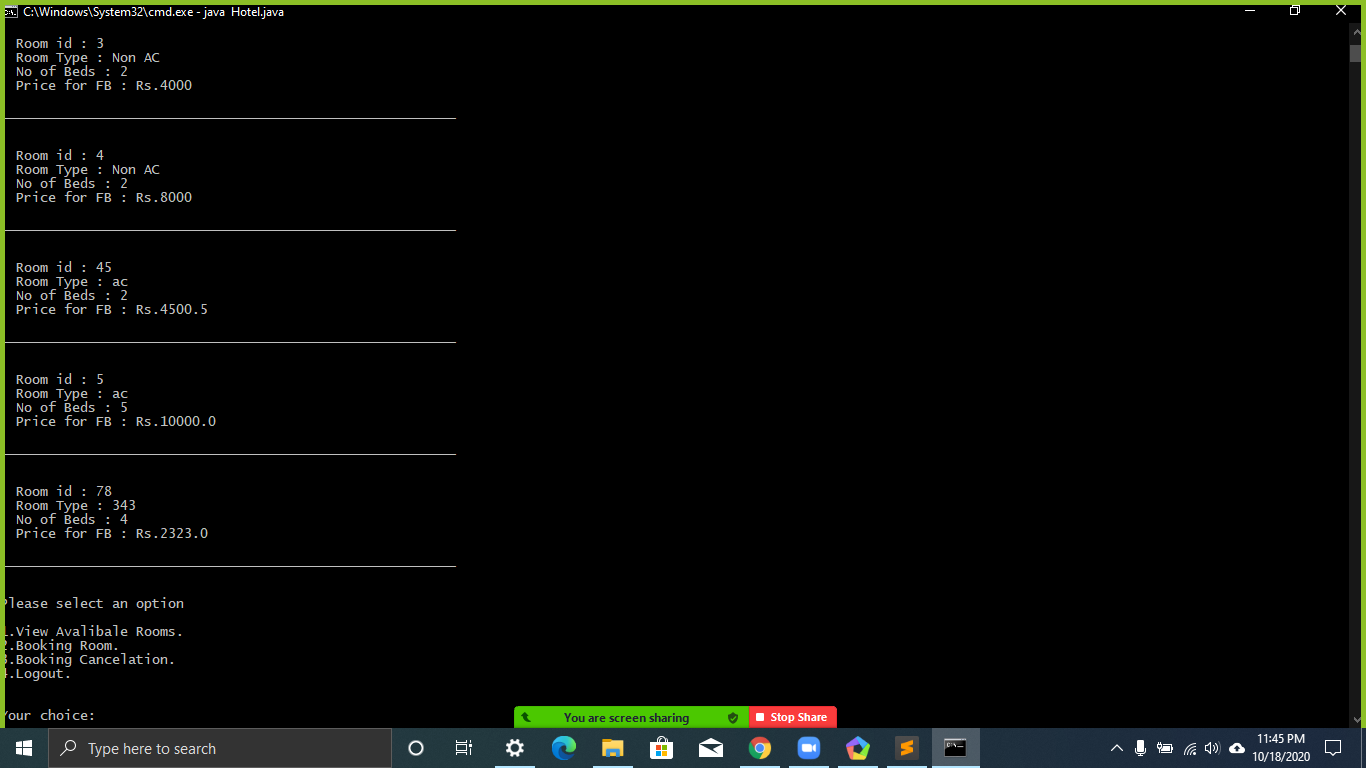 C:\Windows\System32\cmd.exe - java  Hotel.java
Room id : 3
Room Type : Non AC
No of Beds : 2
Price for FB : Rs.4000
Room id : 4
Room Type : Non AC
No of Beds : 2
Price for FB : Rs.8000
Room id : 45
Room Type : ac
No of Beds : 2
Price for FB : Rs.4500.5
Room id : 5
Room Type : ac
No of Beds : 5
Price for FB : Rs.10000.0
Room id : 78
Room Type : 343
No of Beds : 4
Price for FB : Rs.2323.0
Please select an option
1.View Avalibale Rooms.
2.Booking Room.
3.Booking Cancelation.
4.Logout.
Your choice:
You are screen sharing
Stop Share
Type here to search
11:45 PM
10/18/2020